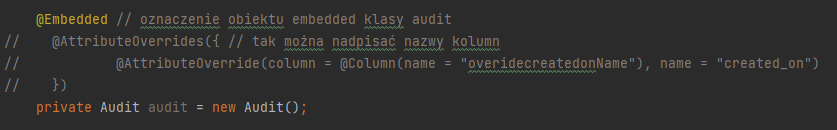 @Embedded // oznaczenie obiektu embedded klasy audit
//    @AttributeOverrides({ // tak można nadpisać nazwy kolumn
//            @AttributeOverride(column = @Column(name = "overidecreatedonName"), name = "created_on")
//    })
private Audit audit = new Audit();